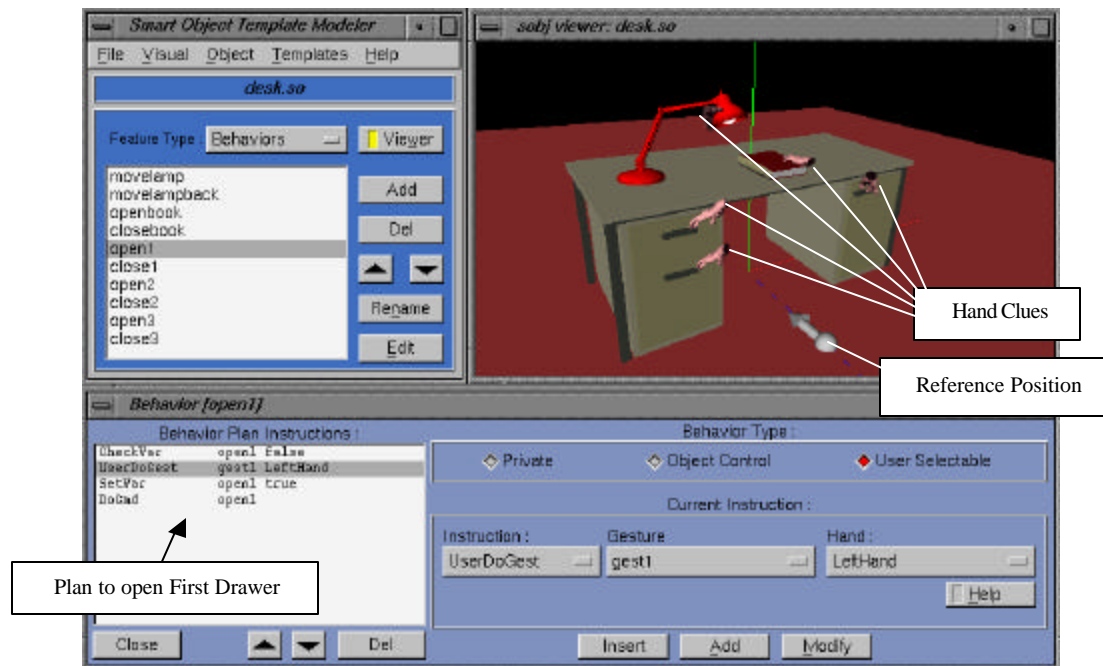 Smart Object Template Modeler
File Visual Object Templates Help
desk.so
Feature Type : Behaviors
Viewer
movelamp
movelampback
openbook
closebook
open1
close1
open2
close2
open3
close3
Add
Del
Rename
Edit
sobj viewer: desk.so
Hand Clues
Reference Position
Behavior [open1]
Behavior Plan Instructions :
CheckVar open1 false
UserDoGest gest1 LeftHand
SetVar open1 true
DoCmd open1
Plan to open First Drawer
Close
Del
Behavior Type :
Private Object Control User Selectable
Current Instruction :
Instruction : Gesture Hand :
UserDoGest gest1 LeftHand
Help
Insert Add Modify